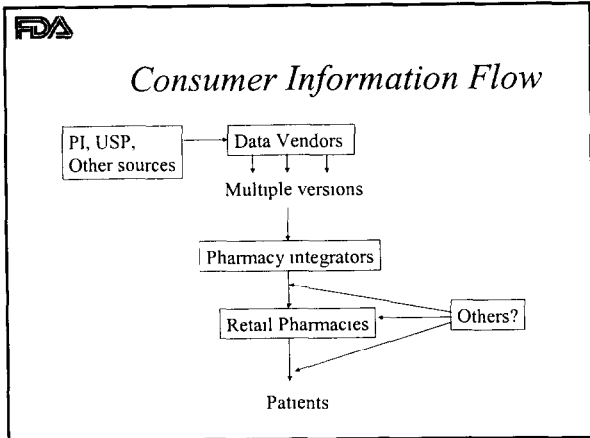 FDA
Consumer Information Flow
PI, USP,
Other sources
Data Vendors
Multiple versions
Pharmacy integrators
Retail Pharmacies
Others?
Patients